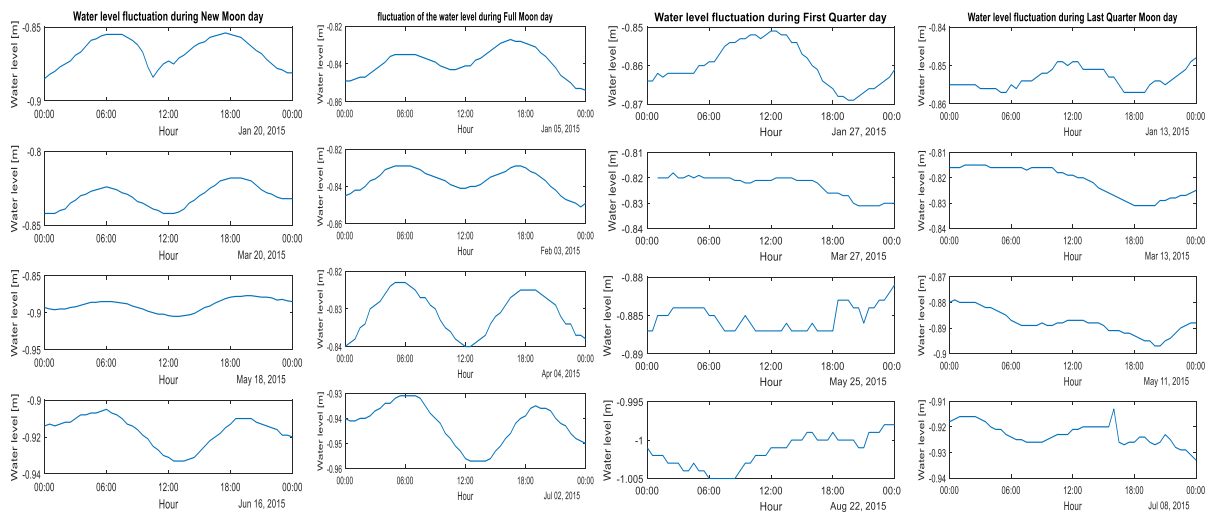 Water level fluctuation during New Moon day
-0.85
-0.9
Water level [m]
00:00 06:00 12:00 18:00 00:00
Hour
Jan 20, 2015
-0.8
-0.85
Water level [m]
00:00 06:00 12:00 18:00 00:00
Hour
Mar 20, 2015
-0.85
-0.9
-0.95
Water level [m]
00:00 06:00 12:00 18:00 00:00
Hour
May 18, 2015
-0.9
-0.92
-0.94
Water level [m]
00:00 06:00 12:00 18:00 00:00
Hour
Jun 16, 2015
fluctuation of the water level during Full Moon day
-0.82
-0.84
-0.86
Water level [m]
00:00 06:00 12:00 18:00 00:00
Hour
Jan 05, 2015
-0.82
-0.84
-0.86
Water level [m]
00:00 06:00 12:00 18:00 00:00
Hour
Feb 03, 2015
-0.82
-0.83
-0.84
Water level [m]
00:00 06:00 12:00 18:00 00:00
Hour
Apr 04, 2015
-0.93
-0.94
-0.95
-0.96
Water level [m]
00:00 06:00 12:00 18:00 00:00
Hour
Jul 02, 2015
Water level fluctuation during First Quarter day
-0.85
-0.86
-0.87
Water level [m]
00:00 06:00 12:00 18:00 00:0
Hour
Jan 27, 2015
-0.81
-0.82
-0.83
-0.84
Water level [m]
00:00 06:00 12:00 18:00 00:0
Hour
Mar 27, 2015
-0.88
-0.885
-0.89
Water level [m]
00:00 06:00 12:00 18:00 00:0
Hour
May 25, 2015
-0.995
-1
-1.005
Water level [m]
00:00 06:00 12:00 18:00 00:0
Hour
Aug 22, 2015
Water level fluctuation during Last Quarter Moon day
-0.84
-0.85
-0.86
Water level [m]
00:00 06:00 12:00 18:00 00:00
Hour
Jan 13, 2015
-0.81
-0.82
-0.83
-0.84
Water level [m]
00:00 06:00 12:00 18:00 00:00
Hour
Mar 13, 2015
-0.87
-0.88
-0.89
-0.9
Water level [m]
00:00 06:00 12:00 18:00 00:00
Hour
May 11, 2015
-0.91
-0.92
-0.93
-0.94
Water level [m]
00:00 06:00 12:00 18:00 00:00
Hour
Jul 08, 2015